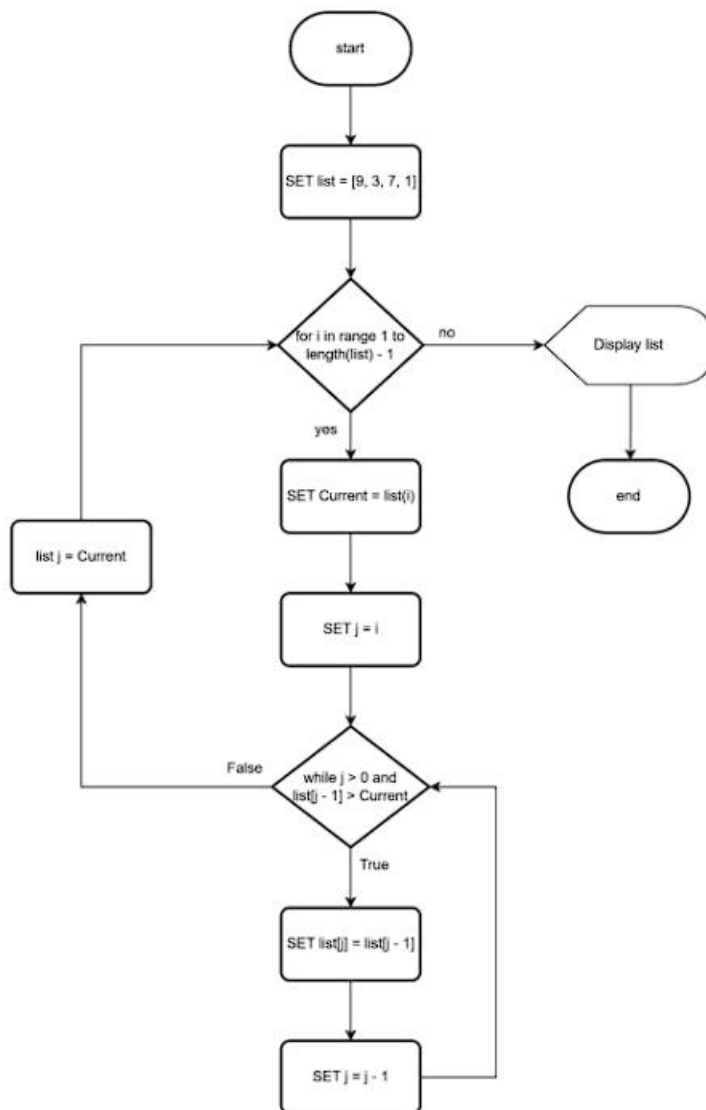 start
SET list = [9, 3, 7, 1]
for i in range 1 to
length(list) - 1
no
Display list
yes
SET Current = list(i)
end
list j = Current
SET j = i
False
while j > 0 and
list[j - 1] > Current
True
SET list[j] = list[j - 1]
SET j = j - 1